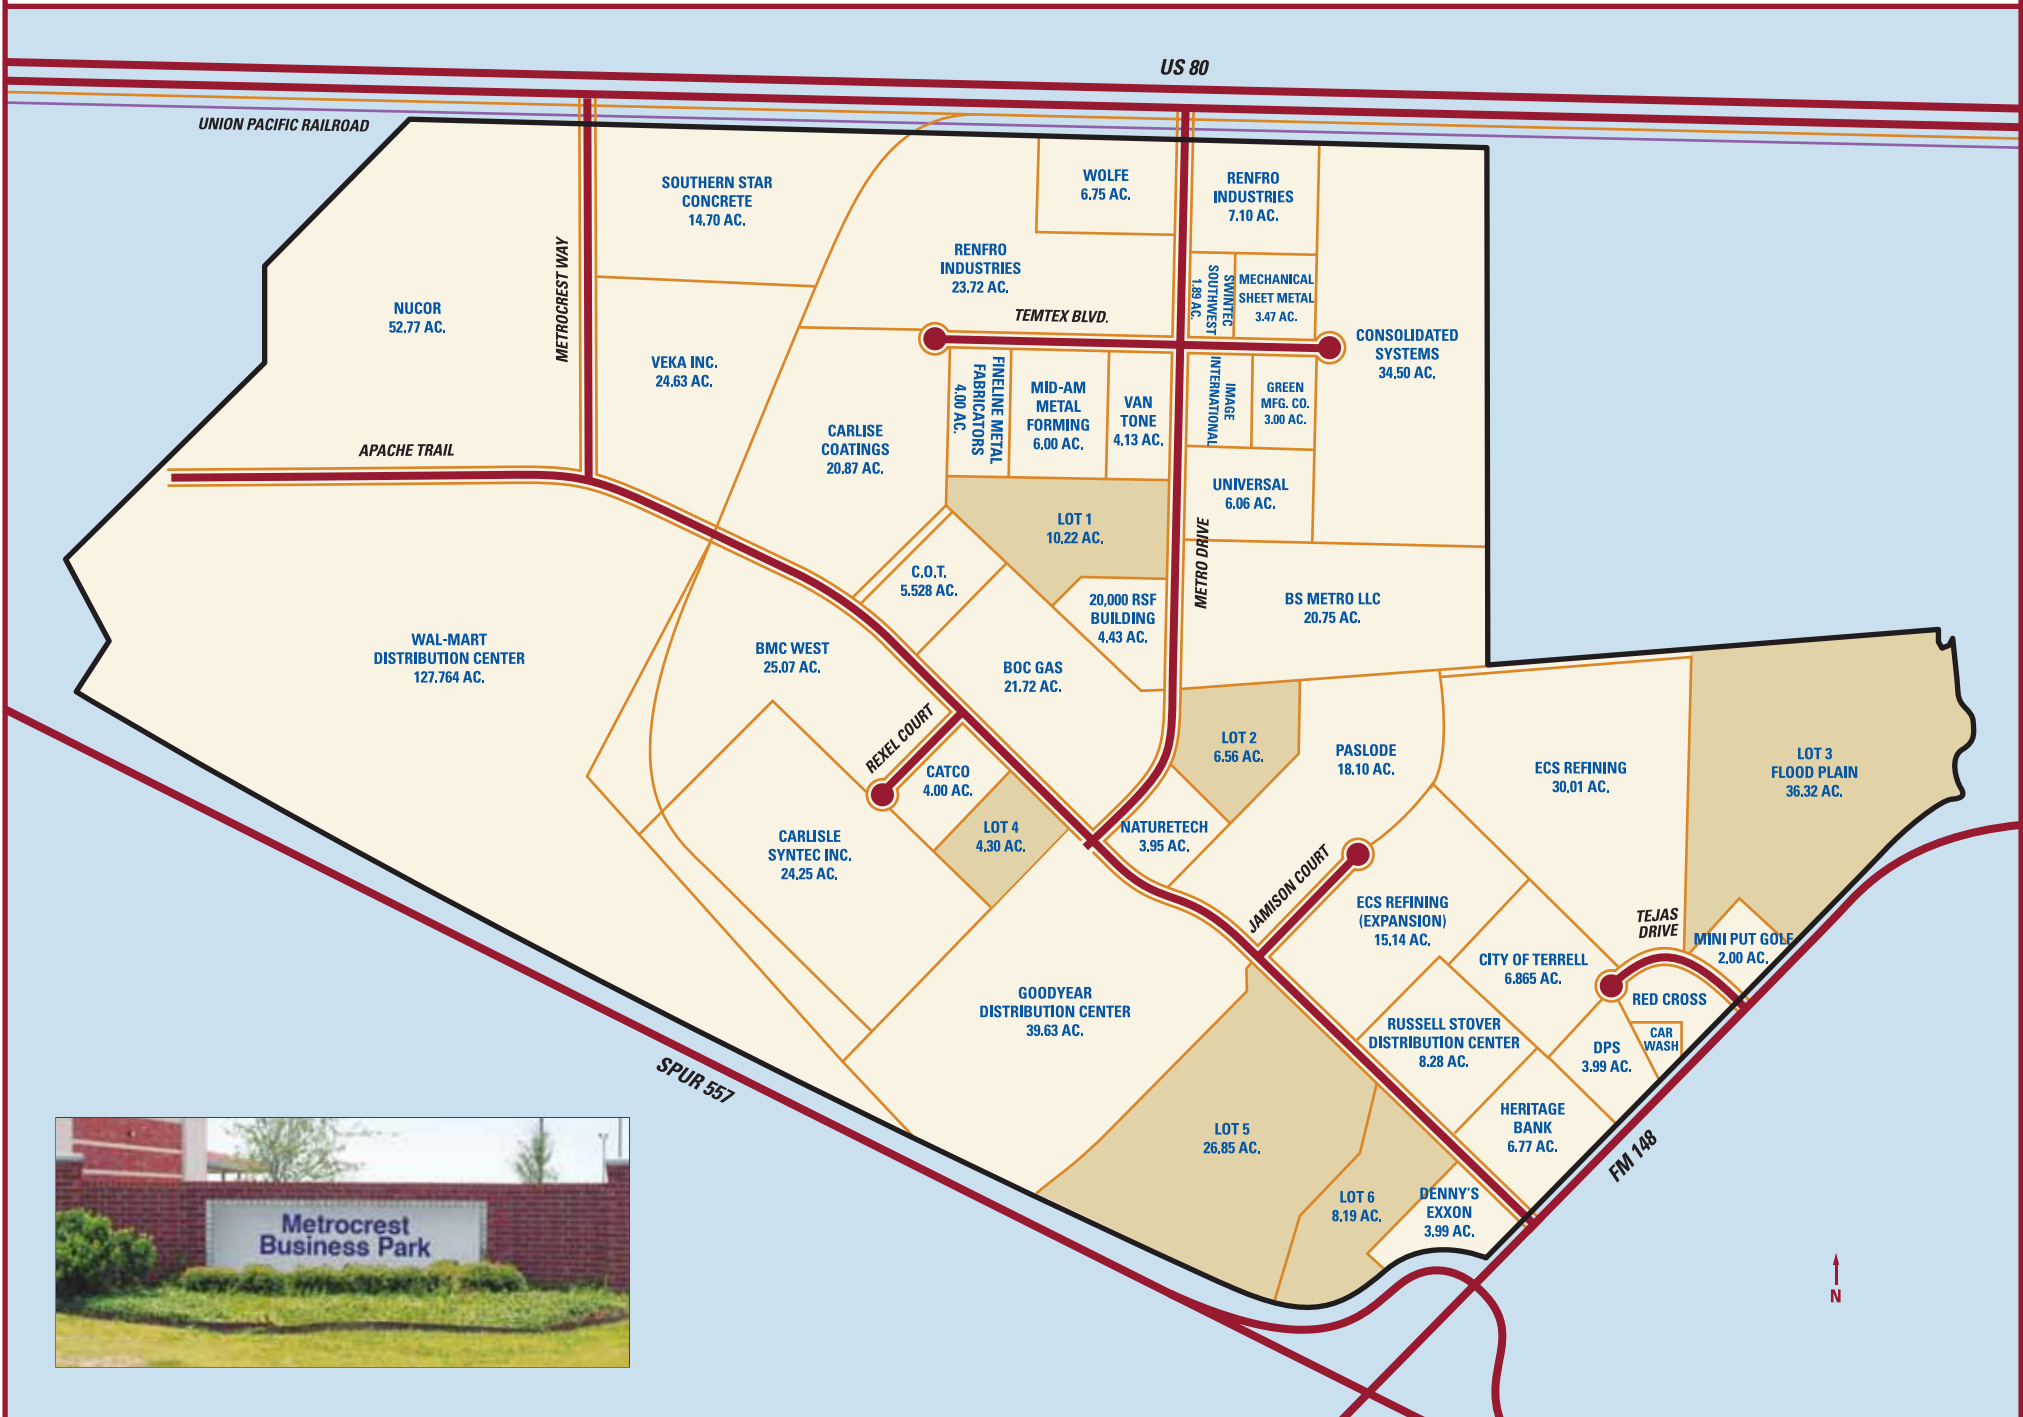 US 80
UNION PACIFIC RAILROAD
SOUTHERN STAR
CONCRETE
14.70 AC.
WOLFE
6.75 AC.
RENFRO
INDUSTRIES
7.10 AC.
NUCOR
52.77 AC.
METROCREST WAY
RENFRO
INDUSTRIES
23.72 AC.
SWINTEC
SOUTHWEST
1.89 AC.
MECHANICAL
SHEET METAL
3.47 AC.
TEMTEX BLVD.
CONSOLIDATED
SYSTEMS
34.50 AC.
VEKA INC.
24.63 AC.
FINELINE METAL
FABRICATORS
4.00 AC.
MID-AM
METAL
FORMING
6.00 AC.
VAN
TONE
4.13 AC.
IMAGE
INTERNATIONAL
GREEN
MFG. CO.
3.00 AC.
CARLISE
COATINGS
20.87 AC.
APACHE TRAIL
UNIVERSAL
6.06 AC.
LOT 1
10.22 AC.
METRO DRIVE
C.O.T.
5.528 AC.
20,000 RSF
BUILDING
4.43 AC.
BS METRO LLC
20.75 AC.
WAL-MART
DISTRIBUTION CENTER
127.764 AC.
BMC WEST
25.07 AC.
BOC GAS
21.72 AC.
REXEL COURT
LOT 2
6.56 AC.
PASLODE
18.10 AC.
ECS REFINING
30.01 AC.
LOT 3
FLOOD PLAIN
36.32 AC.
CATCO
4.00 AC.
LOT 4
4.30 AC.
NATURETECH
3.95 AC.
CARLISLE
SYNTEC INC.
24.25 AC.
JAMISON COURT
ECS REFINING
(EXPANSION)
15.14 AC.
TEJAS
DRIVE
MINI PUT GOLF
2.00 AC.
CITY OF TERRELL
6.865 AC.
RED CROSS
GOODYEAR
DISTRIBUTION CENTER
39.63 AC.
RUSSELL STOVER
DISTRIBUTION CENTER
8.28 AC.
CAR
WASH
DPS
3.99 AC.
SPUR 557
HERITAGE
BANK
6.77 AC.
LOT 5
26.85 AC.
FM 148
LOT 6
8.19 AC.
DENNY'S
EXXON
3.99 AC.
Metrocrest
Business Park
N